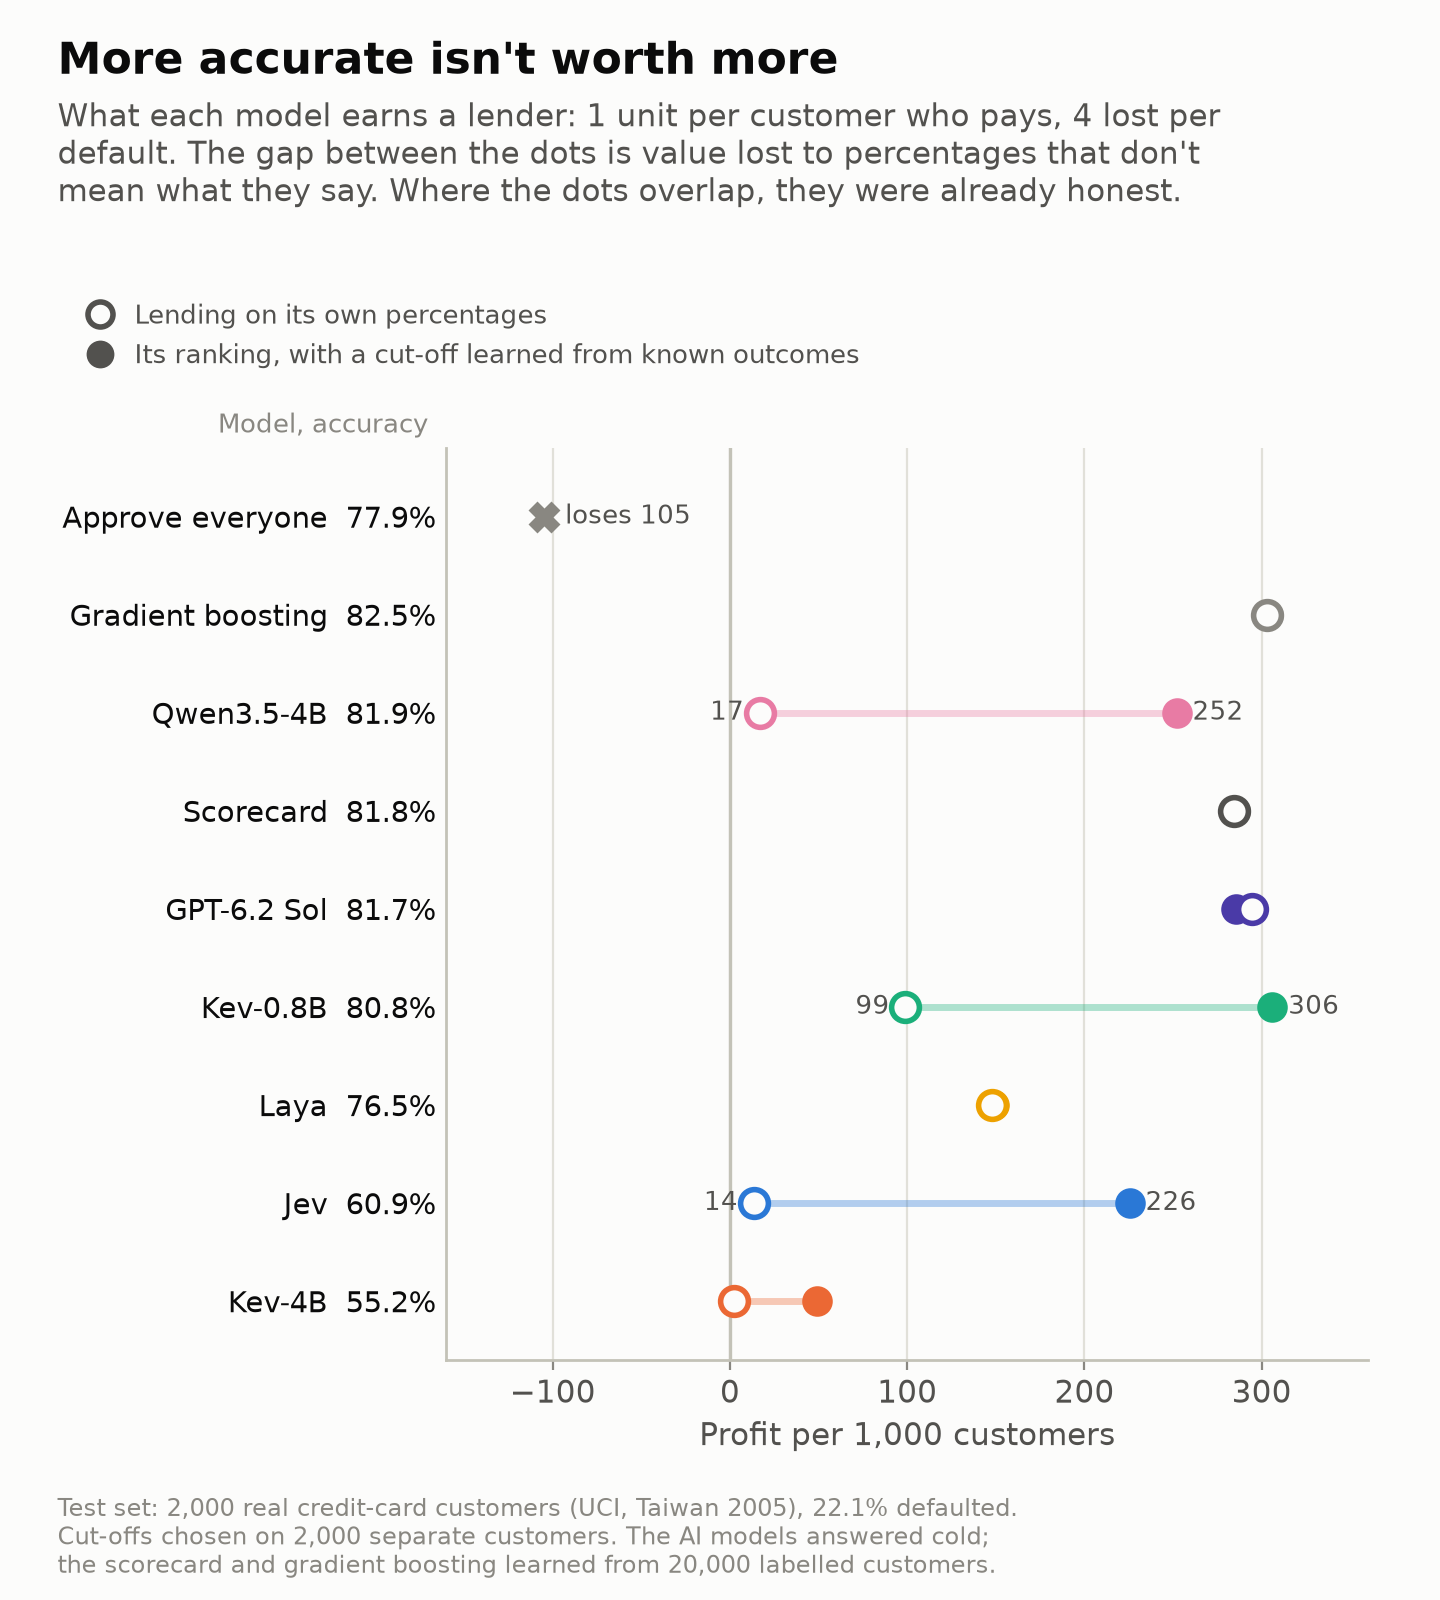 More accurate isn't worth more
What each model earns a lender: 1 unit per customer who pays, 4 lost per
default. The gap between the dots is value lost to percentages that don't
mean what they say. Where the dots overlap, they were already honest.
Lending on its own percentages
Its ranking, with a cut-off learned from known outcomes
Model, accuracy
Approve everyone 77.9% loses 105
Gradient boosting 82.5%
Qwen3.5-4B 81.9% 17 252
Scorecard 81.8%
GPT-6.2 Sol 81.7%
Kev-0.8B 80.8% 99 306
Laya 76.5%
Jev 60.9% 14 226
Kev-4B 55.2%
−100 0 100 200 300
Profit per 1,000 customers
Test set: 2,000 real credit-card customers (UCI, Taiwan 2005), 22.1% defaulted.
Cut-offs chosen on 2,000 separate customers. The AI models answered cold;
the scorecard and gradient boosting learned from 20,000 labelled customers.